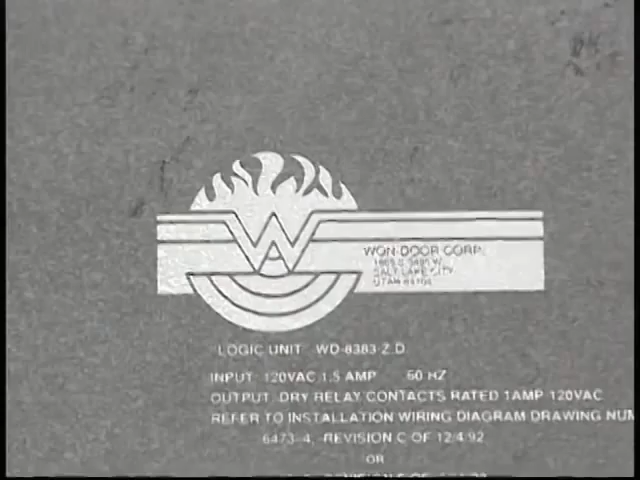 W
WON-DOOR CORP.
SALT LAKE CITY
UTAH
LOGIC UNIT WD-8383-Z.D.
INPUT: 120VAC 1.5 AMP 60 HZ
OUTPUT: DRY RELAY CONTACTS RATED 1AMP 120VAC
REFER TO INSTALLATION WIRING DIAGRAM DRAWING NUM
6473-4, REVISION C OF 12/4/92
OR